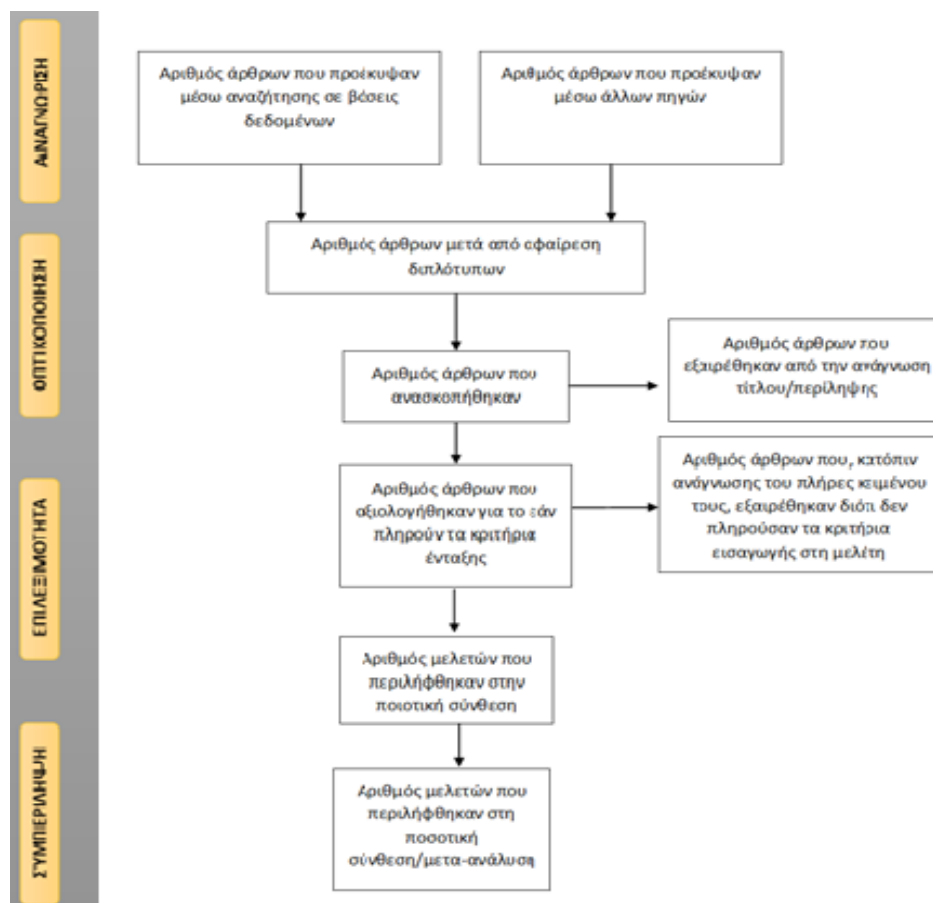 ΑΝΑΓΝΩΡΙΣΗ
Αριθμός άρθρων που προέκυψαν
μέσω αναζήτησης σε βάσεις
δεδομένων
Αριθμός άρθρων που προέκυψαν
μέσω άλλων πηγών
ΟΠΤΙΚΟΠΟΙΗΣΗ
Αριθμός άρθρων μετά από αφαίρεση
διπλότυπων
Αριθμός άρθρων που
ανασκοπήθηκαν
Αριθμός άρθρων που
εξαιρέθηκαν από την ανάγνωση
τίτλου/περίληψης
ΕΠΙΛΕΞΙΜΟΤΗΤΑ
Αριθμός άρθρων που
αξιολογήθηκαν για το εάν
πληρούν τα κριτήρια
ένταξης
Αριθμός άρθρων που, κατόπιν
ανάγνωσης του πλήρες κειμένου
τους, εξαιρέθηκαν διότι δεν
πληρούσαν τα κριτήρια
εισαγωγής στη μελέτη
Αριθμός μελετών που
περιλήφθηκαν στην
ποιοτική σύνθεση
ΣΥΜΠΕΡΙΛΗΨΗ
Αριθμός μελετών που
περιλήφθηκαν στη
ποσοτική
σύνθεση/μετα-ανάλυση